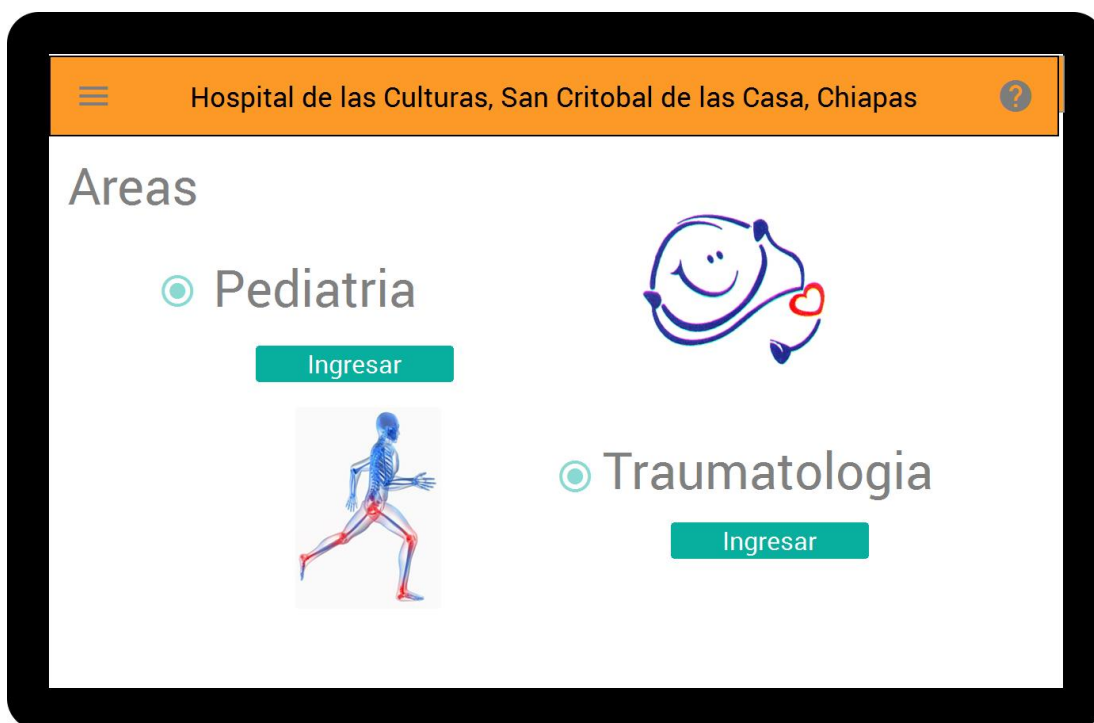 Hospital de las Culturas, San Critobal de las Casa, Chiapas
Areas
Pediatria
Ingresar
Traumatologia
Ingresar